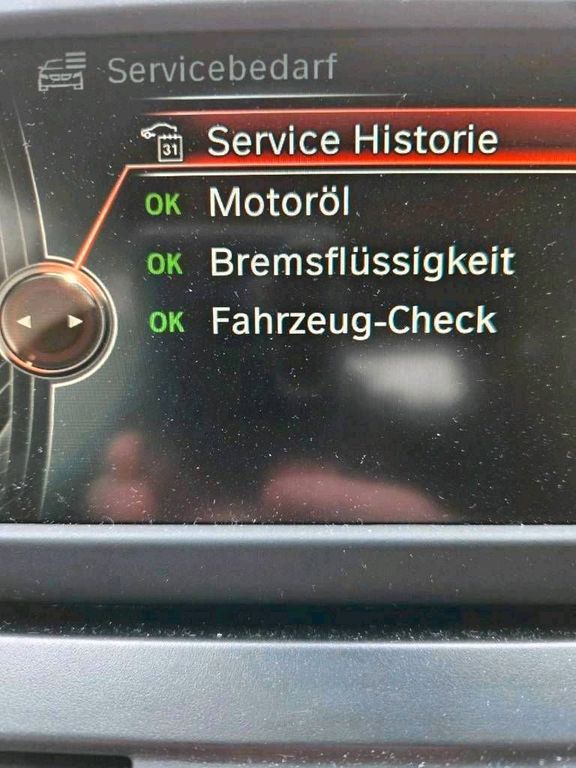 Servicebedarf
31 Service Historie
OK Motoröl
OK Bremsflüssigkeit
OK Fahrzeug-Check